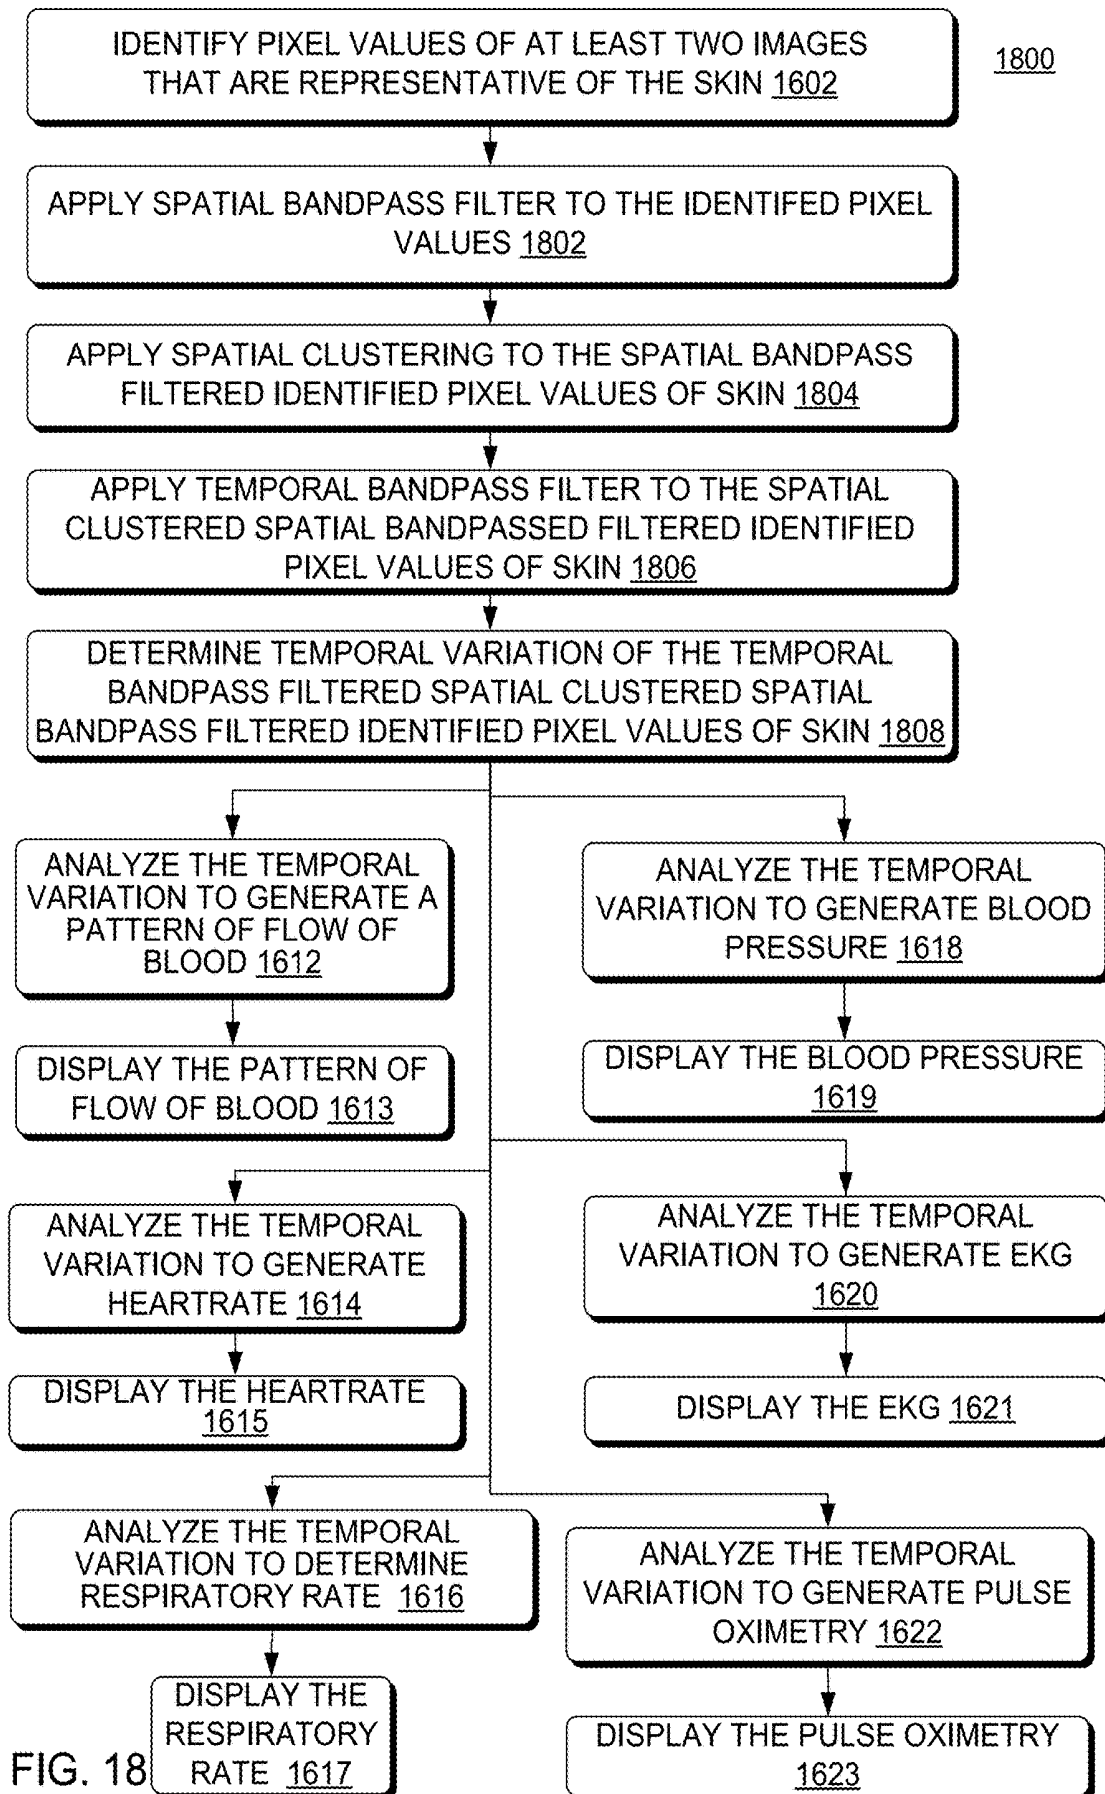 IDENTIFY PIXEL VALUES OF AT LEAST TWO IMAGES
THAT ARE REPRESENTATIVE OF THE SKIN 1602
1800
APPLY SPATIAL BANDPASS FILTER TO THE IDENTIFED PIXEL
VALUES 1802
APPLY SPATIAL CLUSTERING TO THE SPATIAL BANDPASS
FILTERED IDENTIFIED PIXEL VALUES OF SKIN 1804
APPLY TEMPORAL BANDPASS FILTER TO THE SPATIAL
CLUSTERED SPATIAL BANDPASSED FILTERED IDENTIFIED
PIXEL VALUES OF SKIN 1806
DETERMINE TEMPORAL VARIATION OF THE TEMPORAL
BANDPASS FILTERED SPATIAL CLUSTERED SPATIAL
BANDPASS FILTERED IDENTIFIED PIXEL VALUES OF SKIN 1808
ANALYZE THE TEMPORAL
VARIATION TO GENERATE A
PATTERN OF FLOW OF
BLOOD 1612
ANALYZE THE TEMPORAL
VARIATION TO GENERATE BLOOD
PRESSURE 1618
DISPLAY THE PATTERN OF
FLOW OF BLOOD 1613
DISPLAY THE BLOOD PRESSURE
1619
ANALYZE THE TEMPORAL
VARIATION TO GENERATE
HEARTRATE 1614
ANALYZE THE TEMPORAL
VARIATION TO GENERATE EKG
1620
DISPLAY THE HEARTRATE
1615
DISPLAY THE EKG 1621
ANALYZE THE TEMPORAL
VARIATION TO DETERMINE
RESPIRATORY RATE 1616
ANALYZE THE TEMPORAL
VARIATION TO GENERATE PULSE
OXIMETRY 1622
DISPLAY THE
RESPIRATORY
RATE 1617
DISPLAY THE PULSE OXIMETRY
1623
FIG. 18